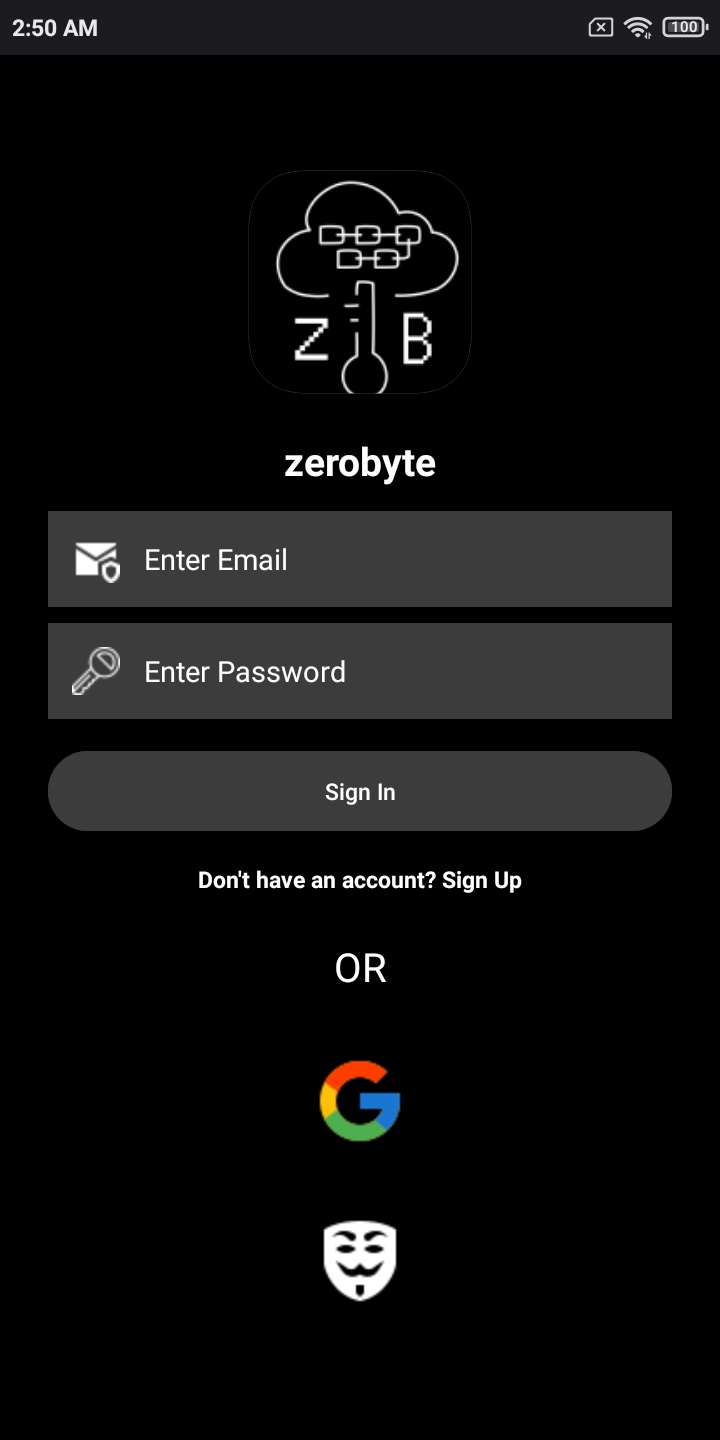 2:50 AM
100
Z B
zerobyte
Enter Email
Enter Password
Sign In
Don't have an account? Sign Up
OR